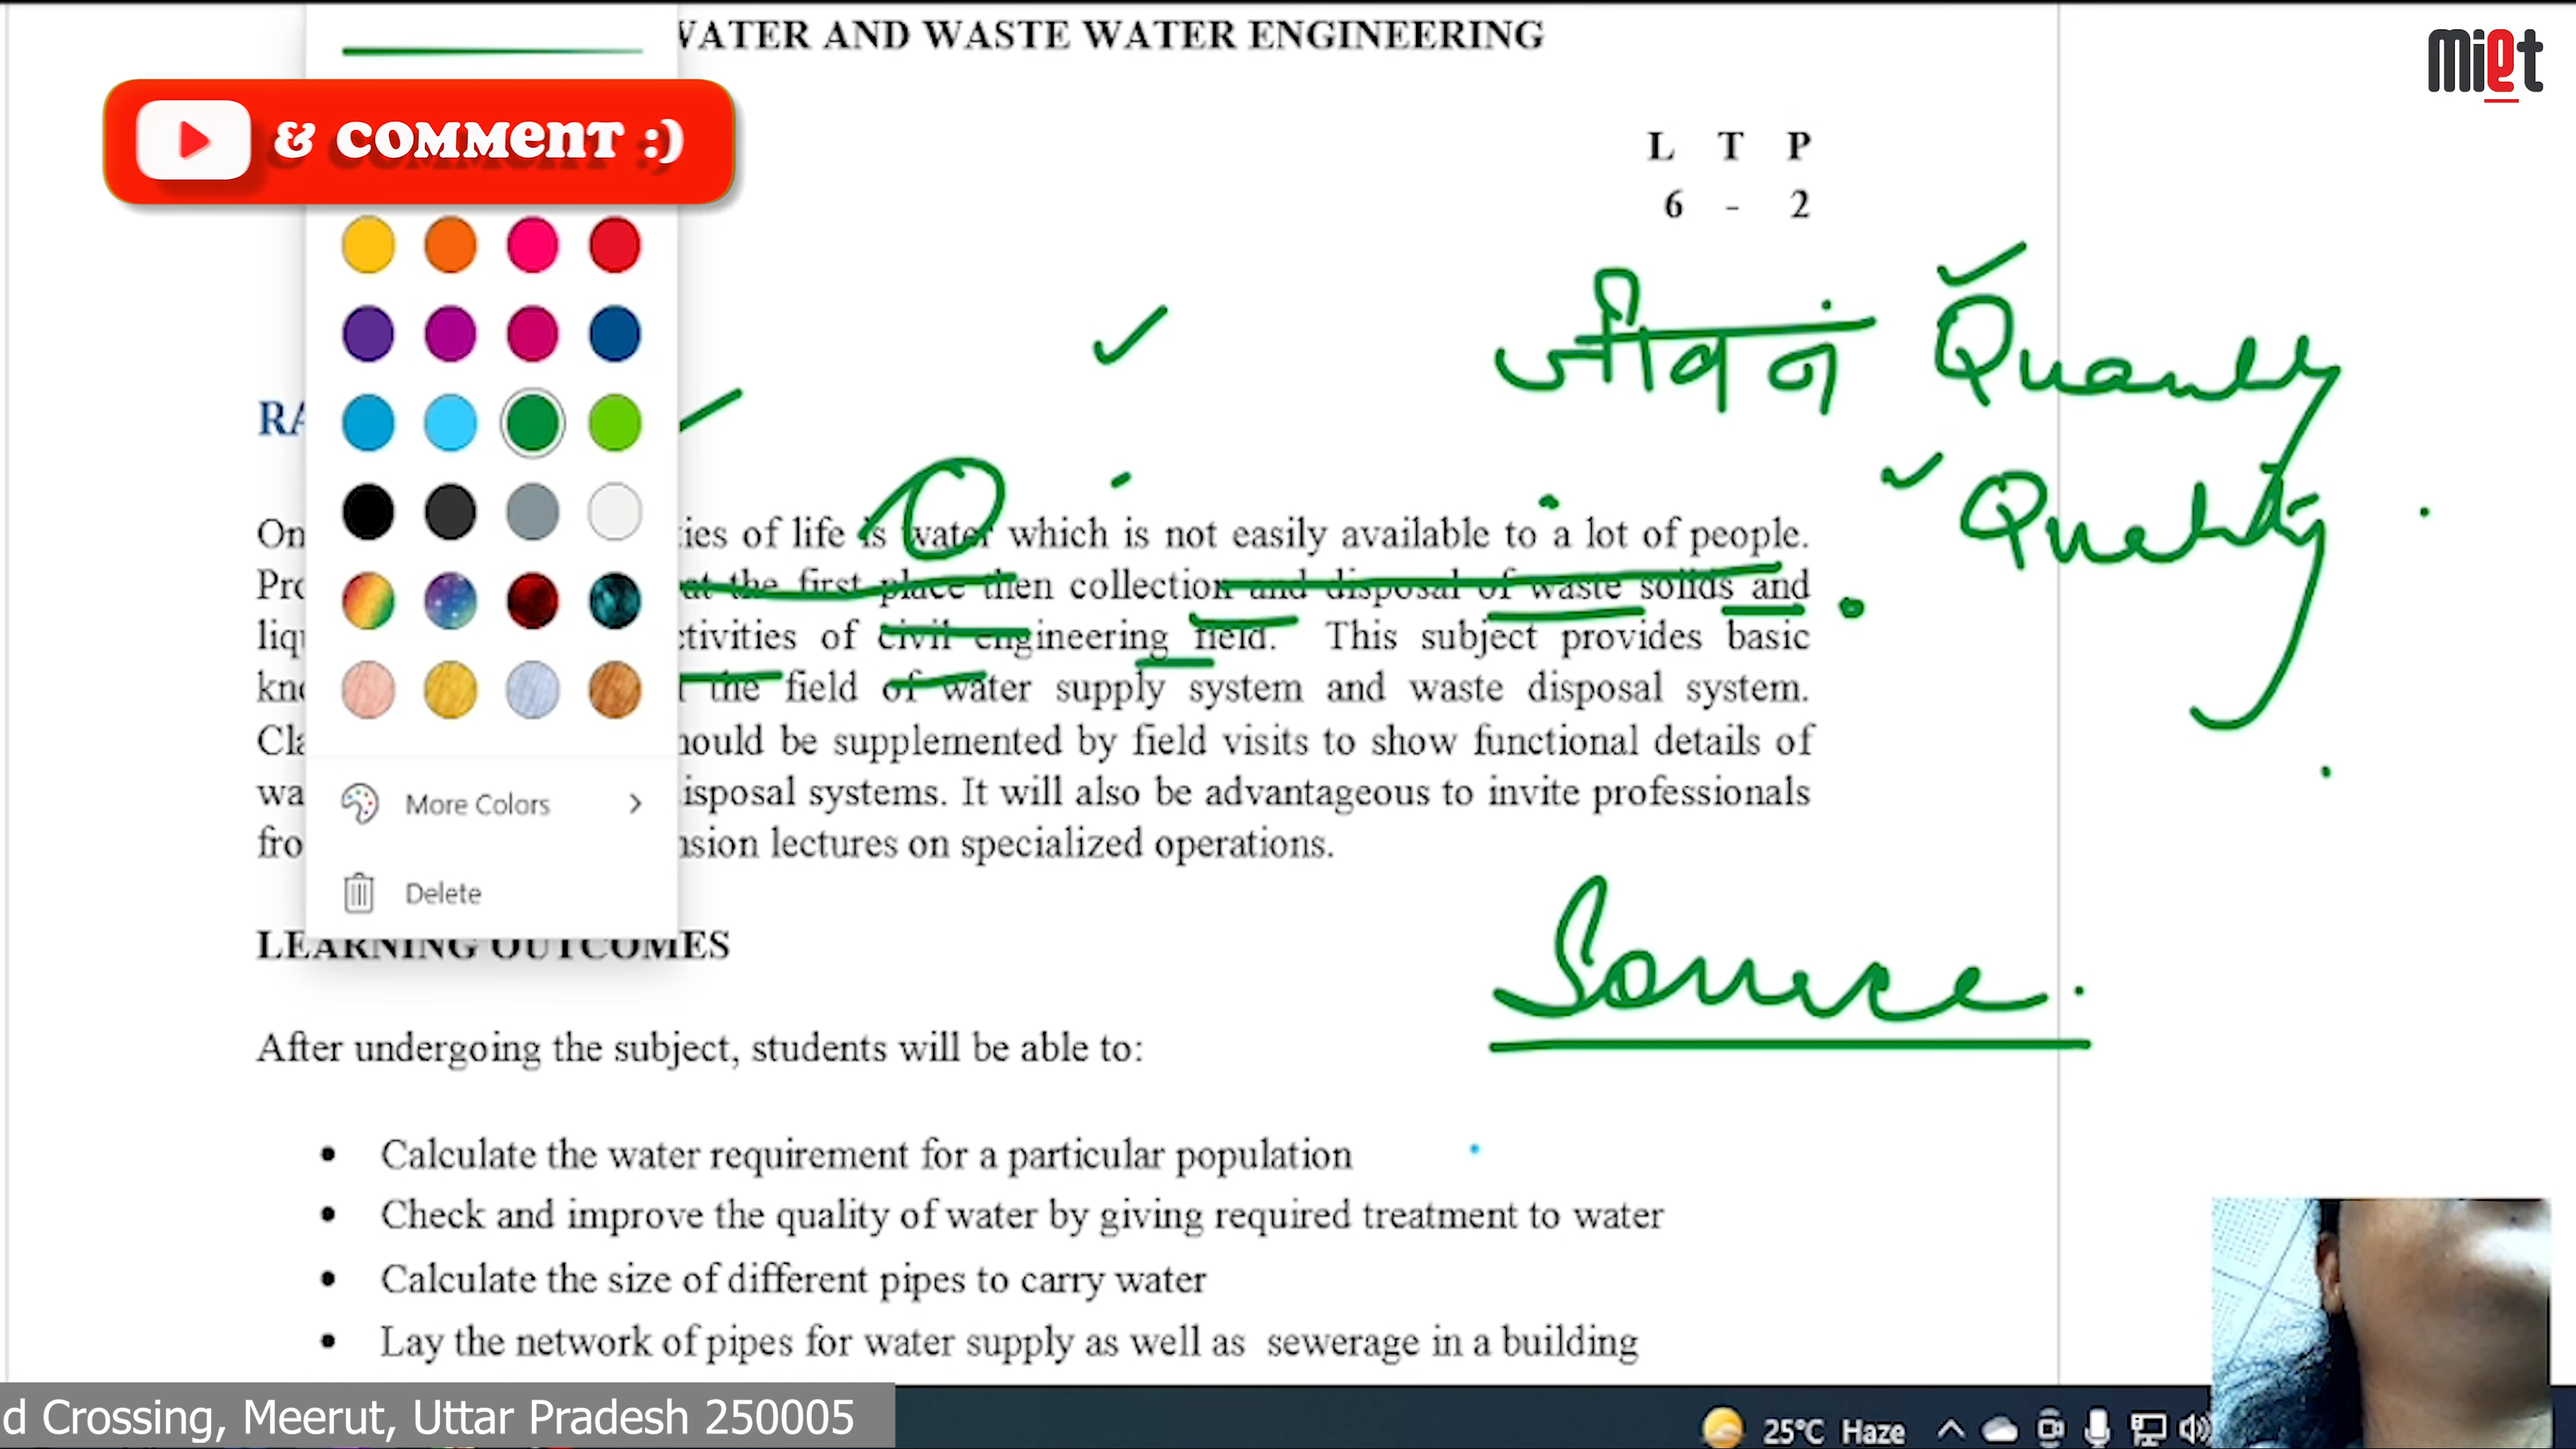 WATER AND WASTE WATER ENGINEERING
miet
& COMMENT :)
L T P
6 - 2
जीवन Quantity
RA
Quality
On ties of life is water which is not easily available to a lot of people.
Pro at the first place then collection and disposal of waste solids and
liq ctivities of civil engineering field. This subject provides basic
kno the field of water supply system and waste disposal system.
Cla hould be supplemented by field visits to show functional details of
wa isposal systems. It will also be advantageous to invite professionals
fro nsion lectures on specialized operations.
More Colors
Delete
Source.
LEARNING OUTCOMES
After undergoing the subject, students will be able to:
• Calculate the water requirement for a particular population
• Check and improve the quality of water by giving required treatment to water
• Calculate the size of different pipes to carry water
• Lay the network of pipes for water supply as well as sewerage in a building
d Crossing, Meerut, Uttar Pradesh 250005
25°C Haze